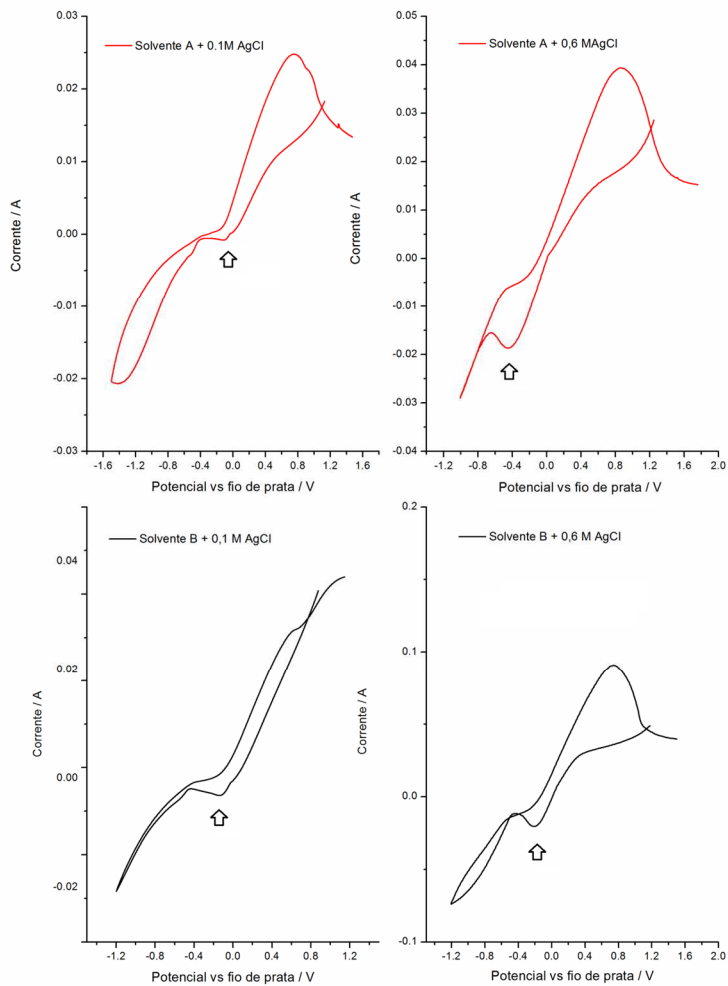 Solvente A + 0.1M AgCl
0.03
0.02
0.01
0.00
-0.01
-0.02
-0.03
Corrente / A
-1.6 -1.2 -0.8 -0.4 0.0 0.4 0.8 1.2 1.6
Potencial vs fio de prata / V
Solvente A + 0,6 MAgCl
0.05
0.04
0.03
0.02
0.01
0.00
-0.01
-0.02
-0.03
-0.04
Corrente / A
-1.2 -0.8 -0.4 0.0 0.4 0.8 1.2 1.6 2.0
Potencial vs fio de prata / V
Solvente B + 0,1 M AgCl
0.04
0.02
0.00
-0.02
Corrente / A
-1.2 -0.8 -0.4 0.0 0.4 0.8 1.2
Potencial vs fio de prata / V
Solvente B + 0,6 M AgCl
0.2
0.1
0.0
-0.1
Corrente / A
-1.2 -0.8 -0.4 0.0 0.4 0.8 1.2 1.6 2.0
Potencial vs fio de prata / V